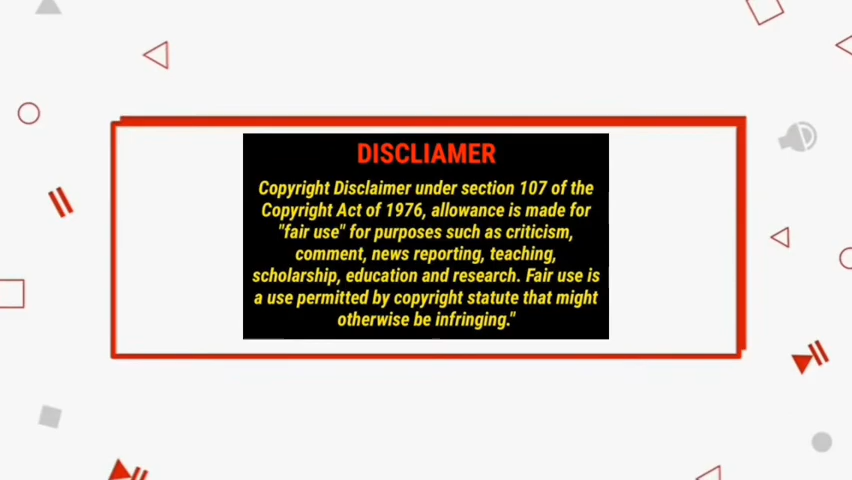 DISCLIAMER
Copyright Disclaimer under section 107 of the
Copyright Act of 1976, allowance is made for
"fair use" for purposes such as criticism,
comment, news reporting, teaching,
scholarship, education and research. Fair use is
a use permitted by copyright statute that might
otherwise be infringing."